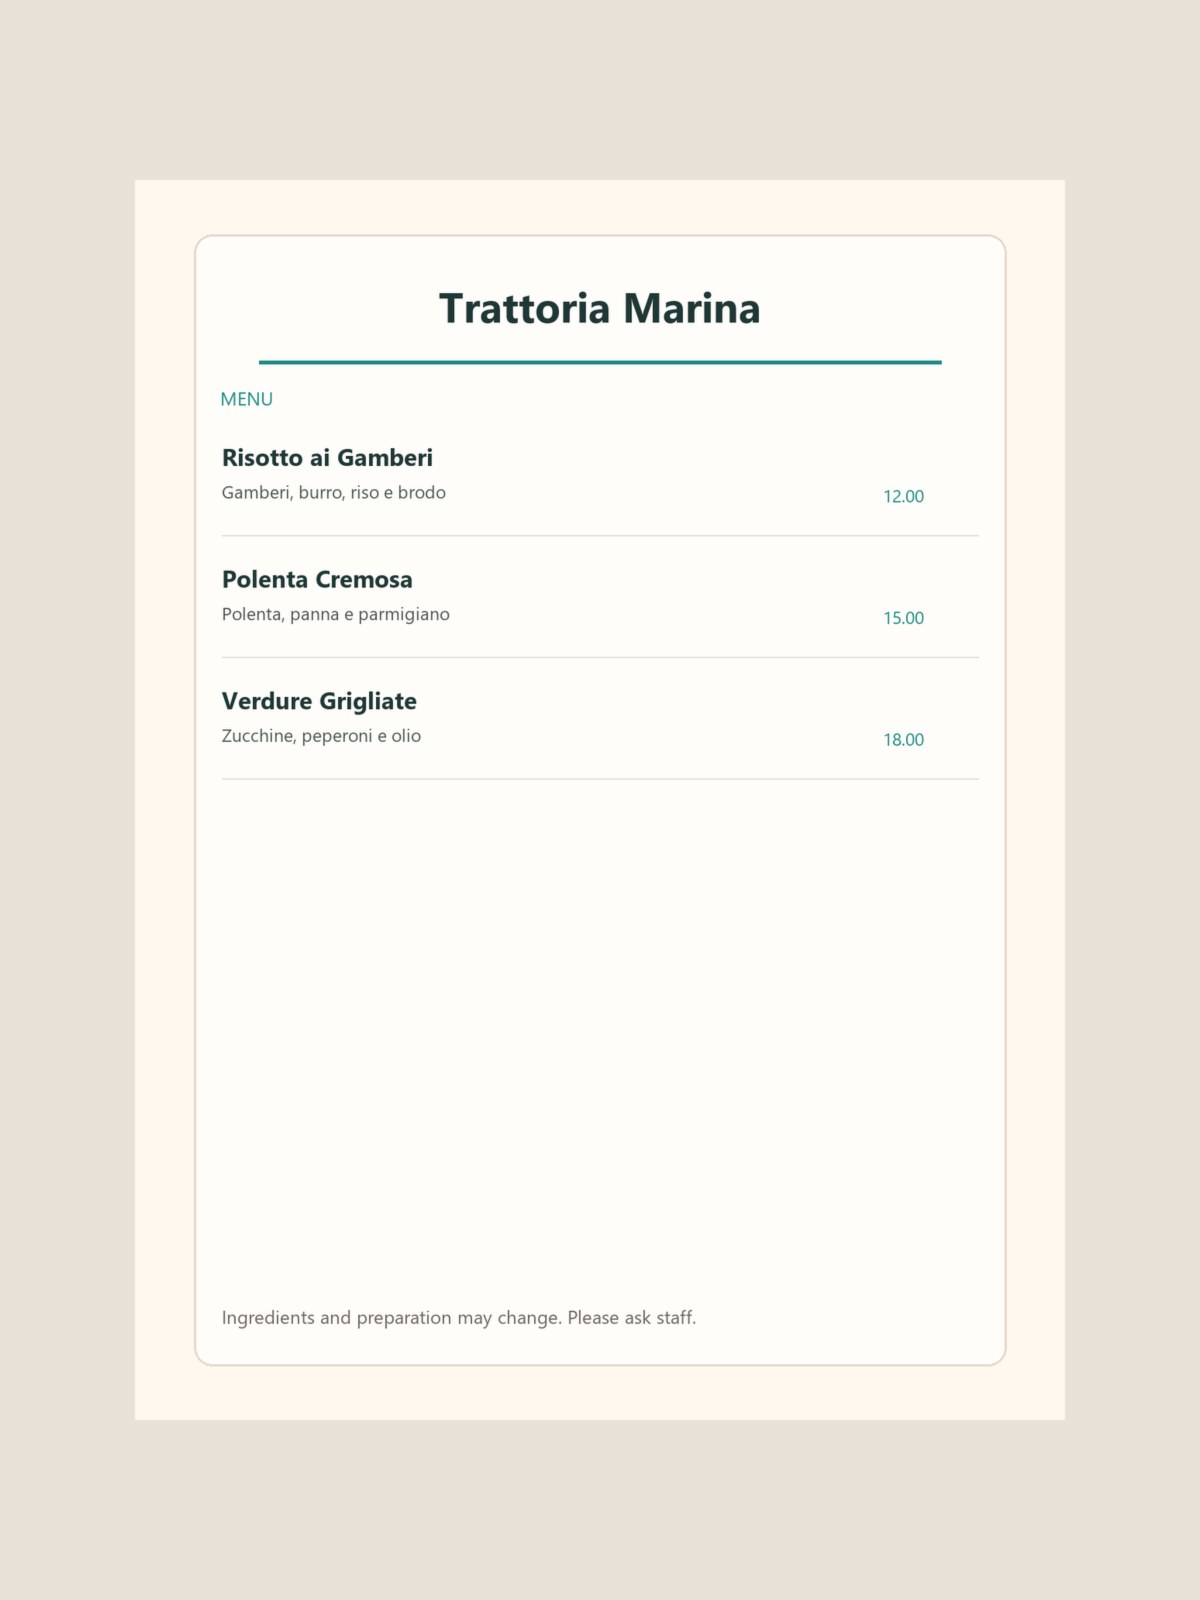 Trattoria Marina
MENU
Risotto ai Gamberi
Gamberi, burro, riso e brodo
12.00
Polenta Cremosa
Polenta, panna e parmigiano
15.00
Verdure Grigliate
Zucchine, peperoni e olio
18.00
Ingredients and preparation may change. Please ask staff.